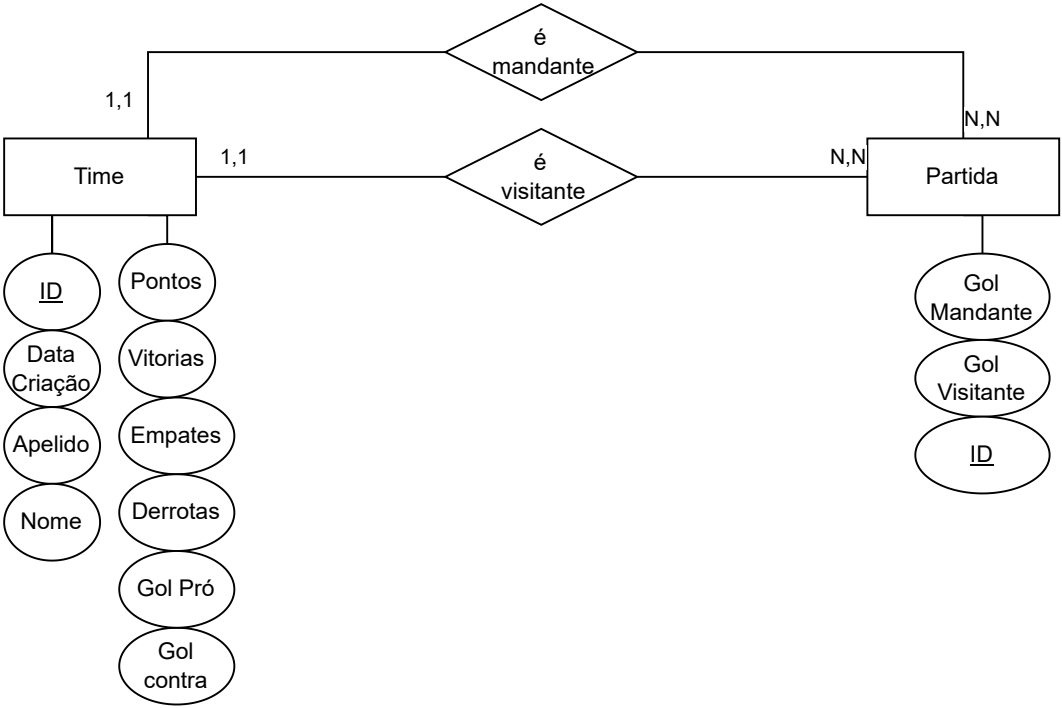 é
mandante
1,1
N,N
Time
1,1
é
visitante
N,N
Partida
ID
Data
Criação
Apelido
Nome
Pontos
Vitorias
Empates
Derrotas
Gol Pró
Gol
contra
Gol
Mandante
Gol
Visitante
ID